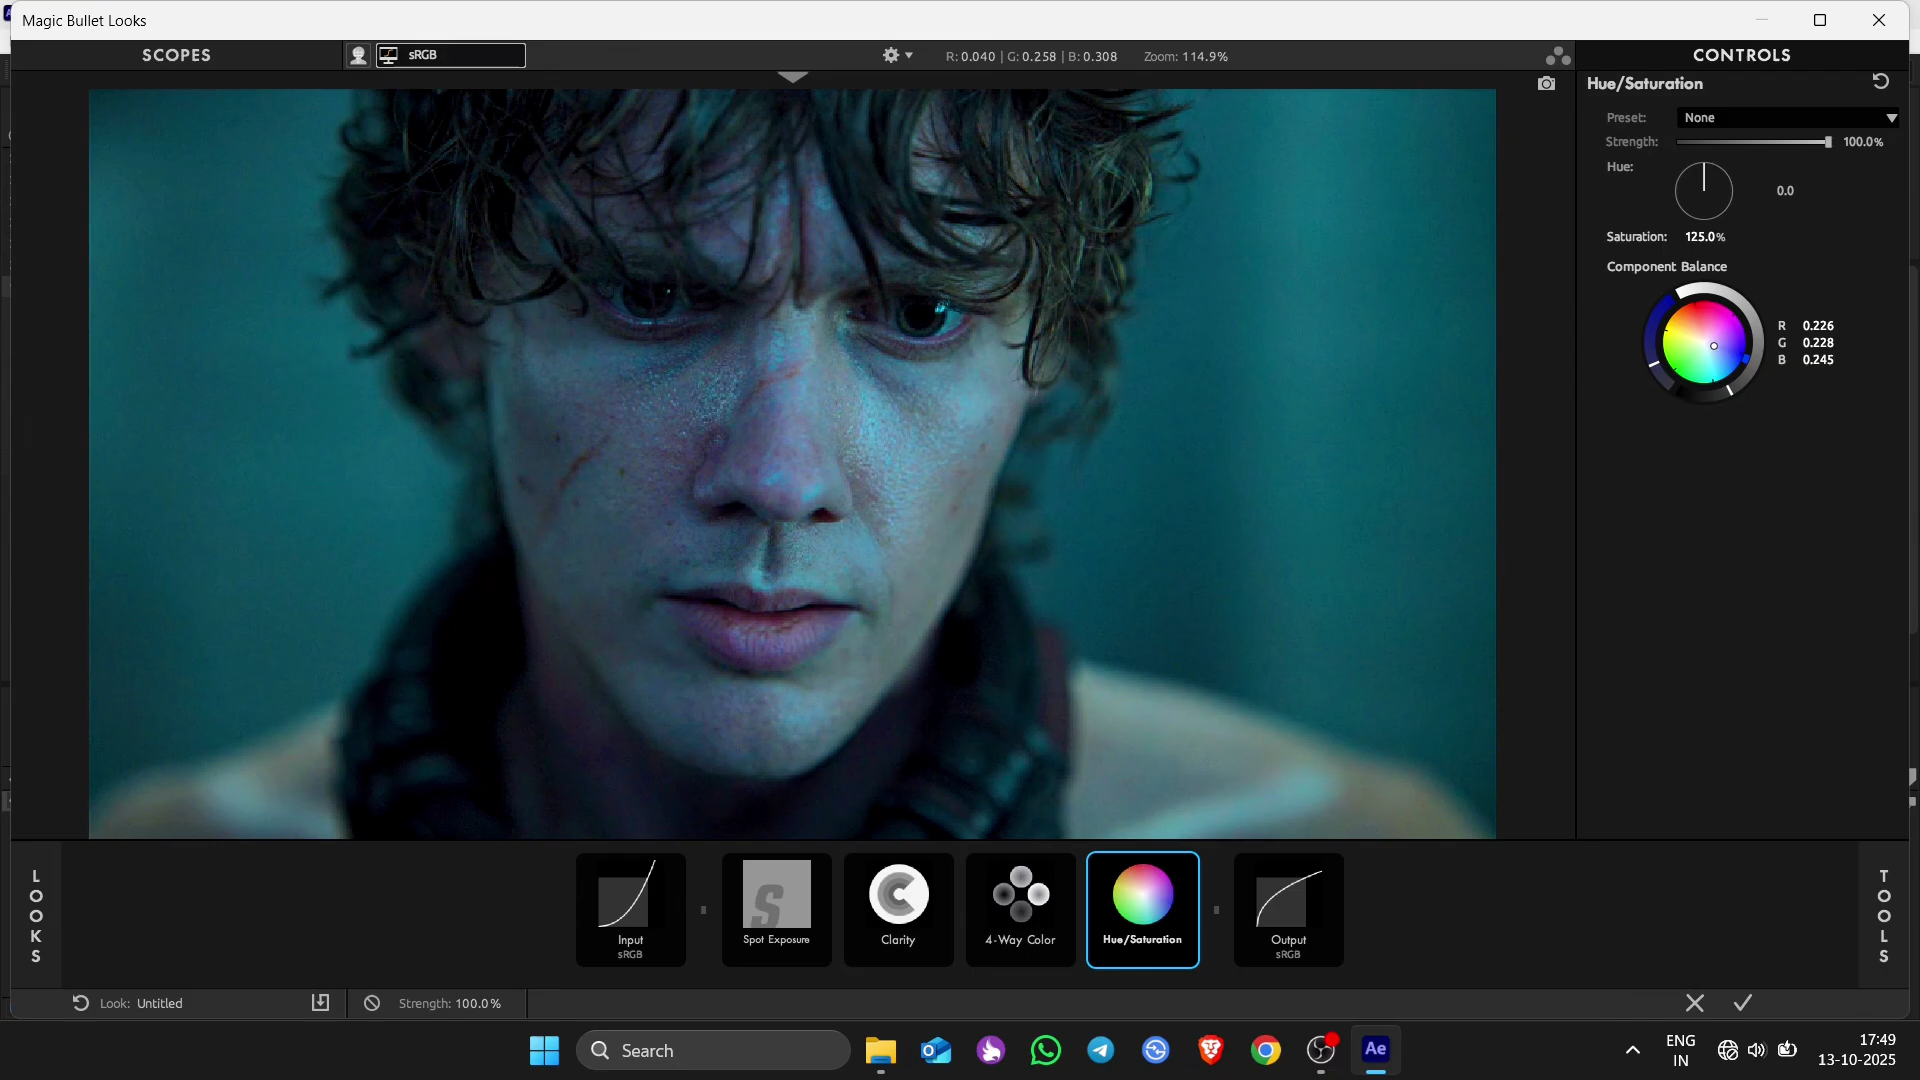 Magic Bullet Looks
SCOPES
sRGB
R: 0.040 | G: 0.258 | B: 0.308
Zoom: 114.9%
CONTROLS
Hue/Saturation
Preset: None
Strength: 100.0%
Hue: 0.0
Saturation: 125.0%
Component Balance
R 0.226
G 0.228
B 0.245
LOOKS
Input
sRGB
Spot Exposure
Clarity
4-Way Color
Hue/Saturation
Output
sRGB
TOOLS
Look: Untitled
Strength: 100.0%
Search
Ae
ENG
IN
17:49
13-10-2025